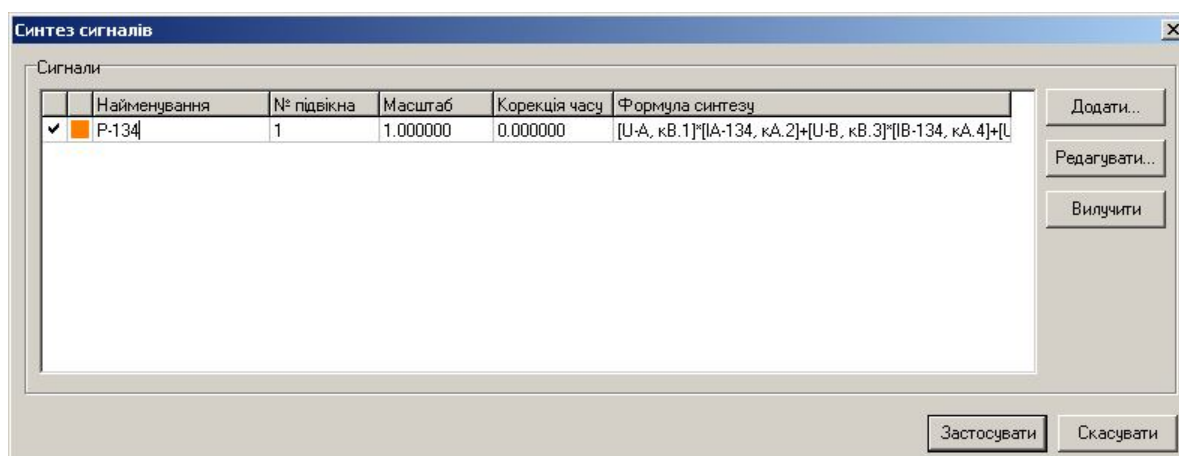 Синтез сигналів
Сигнали
Найменування № підвікна Масштаб Корекція часу Формула синтезу
P-134 1 1.000000 0.000000 [U-A, кВ.1]*[IA-134, кА.2]+[U-B, кВ.3]*[IB-134, кА.4]+[U
Додати...
Редагувати...
Вилучити
Застосувати Скасувати